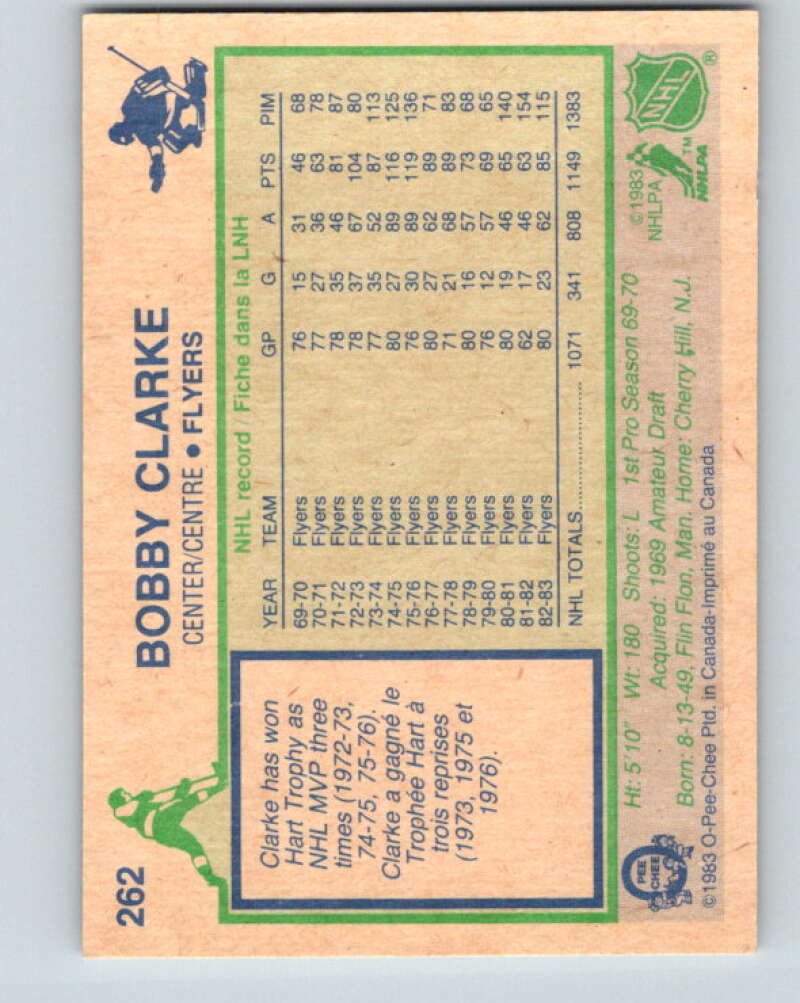 262
BOBBY CLARKE
CENTER/CENTRE • FLYERS
Clarke has won
Hart Trophy as
NHL MVP three
times (1972-73,
74-75, 75-76).
Clarke a gagné le
Trophée Hart à
trois reprises
(1973, 1975 et
1976).
NHL record / Fiche dans la LNH
YEAR TEAM GP G A PTS PIM
69-70 Flyers 76 15 31 46 68
70-71 Flyers 77 27 36 63 78
71-72 Flyers 78 35 46 81 87
72-73 Flyers 78 37 67 104 80
73-74 Flyers 77 35 52 87 113
74-75 Flyers 80 27 89 116 125
75-76 Flyers 76 30 89 119 136
76-77 Flyers 80 27 62 89 71
77-78 Flyers 71 21 68 89 83
78-79 Flyers 80 16 57 73 68
79-80 Flyers 76 12 57 69 65
80-81 Flyers 80 19 46 65 140
81-82 Flyers 62 17 46 63 154
82-83 Flyers 80 23 62 85 115
NHL TOTALS 1071 341 808 1149 1383
Ht: 5'10" Wt: 180 Shoots: L 1st Pro Season 69-70
Acquired: 1969 Amateur Draft
Born: 8-13-49, Flin Flon, Man. Home: Cherry Hill, N.J.
©1983 O-Pee-Chee Ptd. in Canada-Imprimé au Canada
O PEE CHEE
©1983
NHLPA
NHLPA ™
NHL ®